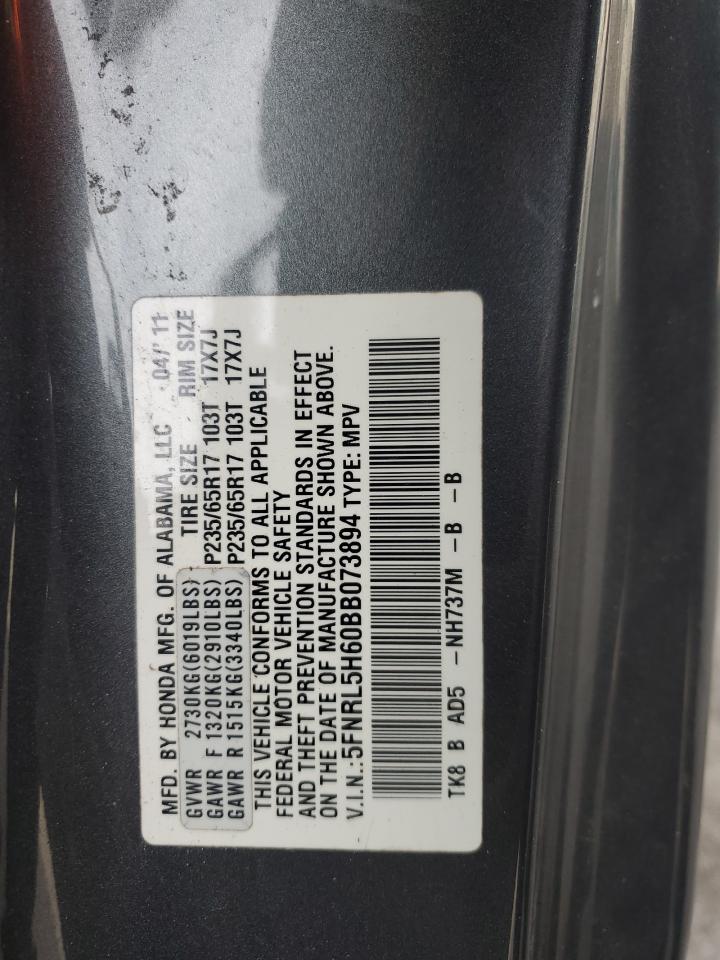 MFD. BY HONDA MFG. OF ALABAMA, LLC 04/'11
GVWR 2730KG(6019LBS) TIRE SIZE RIM SIZE
GAWR F 1320KG(2910LBS) P235/65R17 103T 17X7J
GAWR R 1515KG(3340LBS) P235/65R17 103T 17X7J
THIS VEHICLE CONFORMS TO ALL APPLICABLE
FEDERAL MOTOR VEHICLE SAFETY
AND THEFT PREVENTION STANDARDS IN EFFECT
ON THE DATE OF MANUFACTURE SHOWN ABOVE.
V.I.N.:5FNRL5H60BB073894 TYPE: MPV
TK8 B AD5 -NH737M -B -B